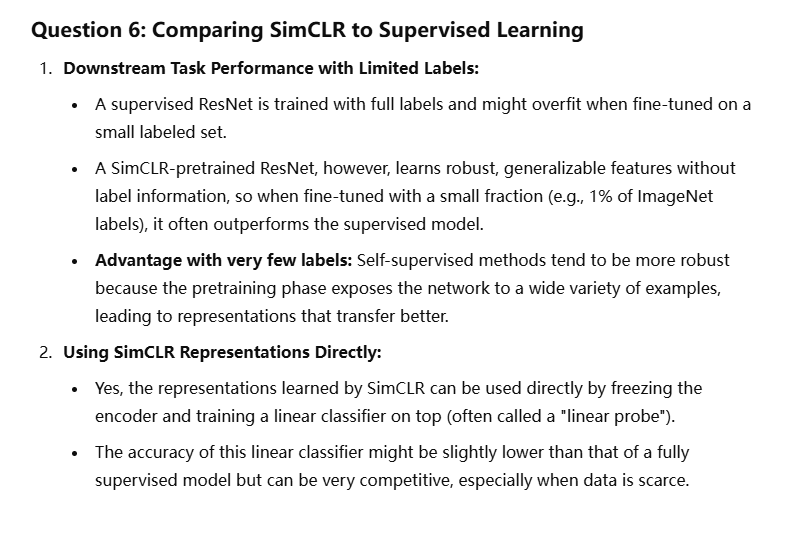 Question 6: Comparing SimCLR to Supervised Learning
1. Downstream Task Performance with Limited Labels:
• A supervised ResNet is trained with full labels and might overfit when fine-tuned on a
small labeled set.
• A SimCLR-pretrained ResNet, however, learns robust, generalizable features without
label information, so when fine-tuned with a small fraction (e.g., 1% of ImageNet
labels), it often outperforms the supervised model.
• Advantage with very few labels: Self-supervised methods tend to be more robust
because the pretraining phase exposes the network to a wide variety of examples,
leading to representations that transfer better.
2. Using SimCLR Representations Directly:
• Yes, the representations learned by SimCLR can be used directly by freezing the
encoder and training a linear classifier on top (often called a "linear probe").
• The accuracy of this linear classifier might be slightly lower than that of a fully
supervised model but can be very competitive, especially when data is scarce.